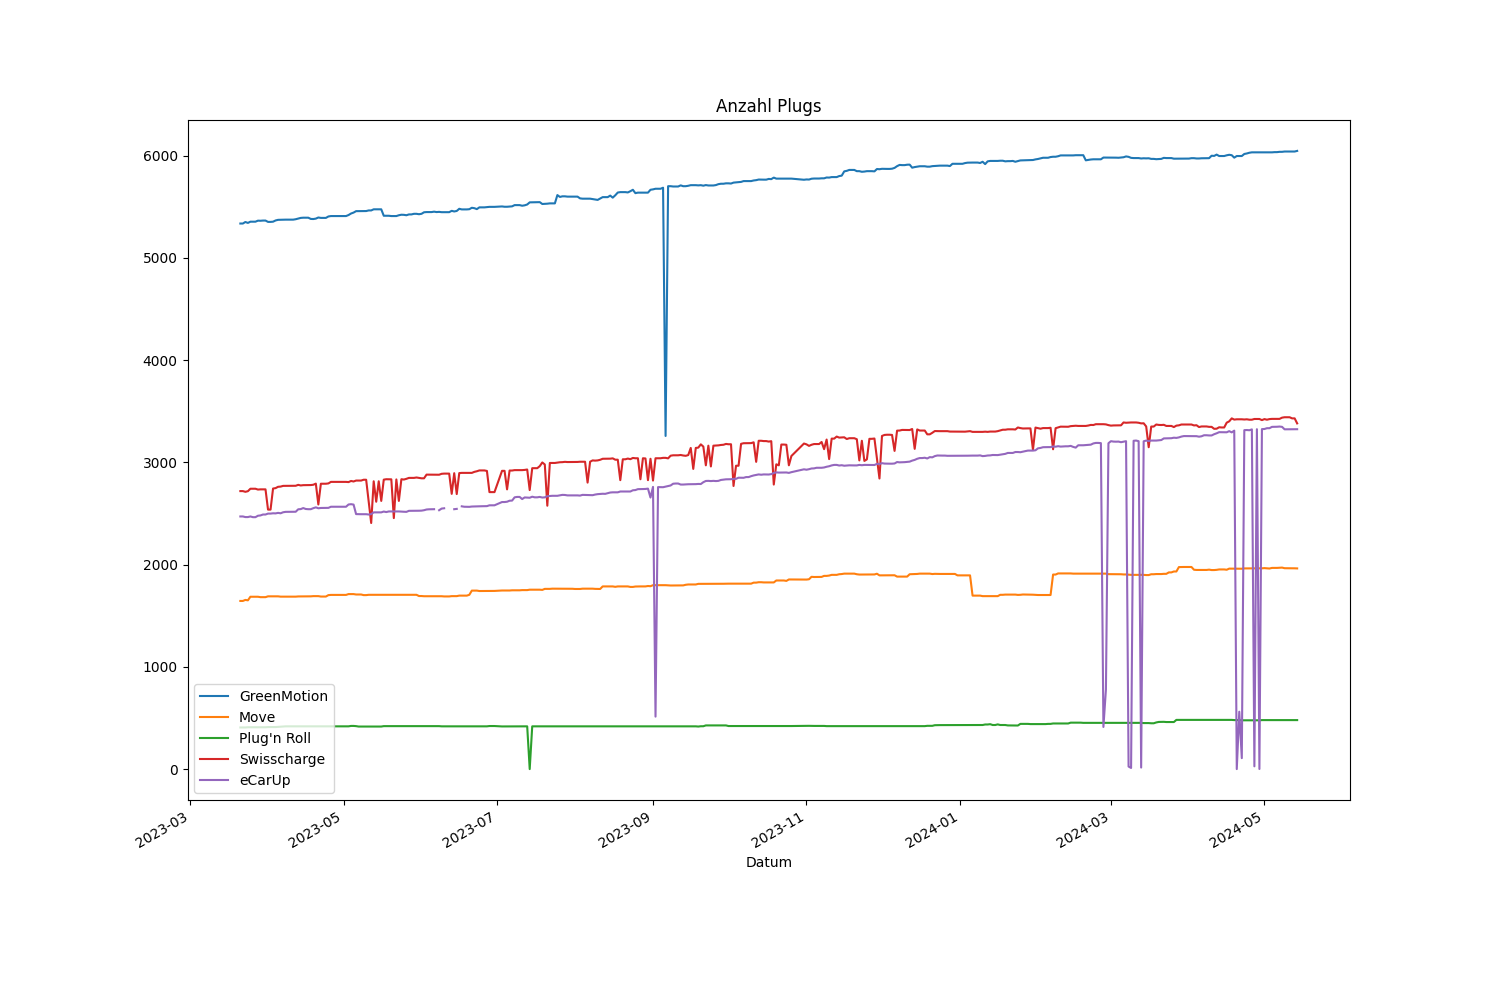 Anzahl Plugs
6000
5000
4000
3000
2000
1000
0
GreenMotion
Move
Plug'n Roll
Swisscharge
eCarUp
2023-03
2023-05
2023-07
2023-09
2023-11
2024-01
2024-03
2024-05
Datum